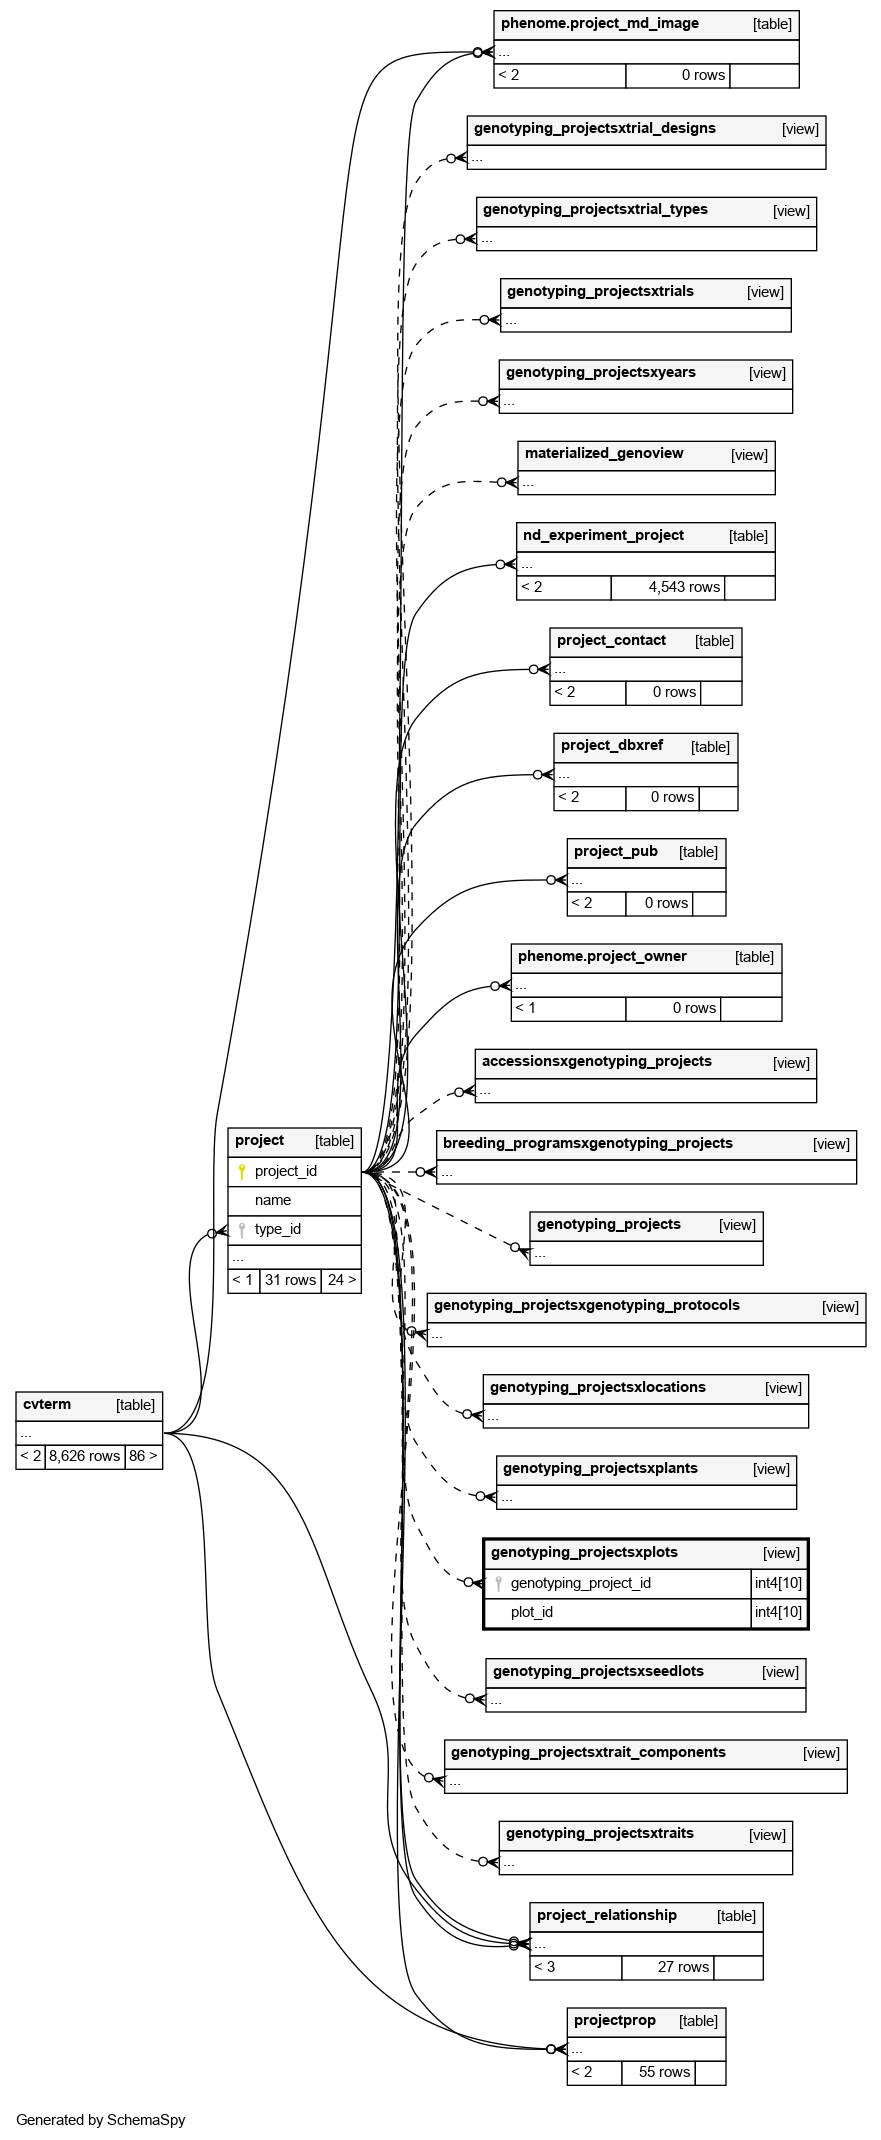 phenome.project_md_image [table]
...
< 2 0 rows
genotyping_projectsxtrial_designs [view]
...
genotyping_projectsxtrial_types [view]
...
genotyping_projectsxtrials [view]
...
genotyping_projectsxyears [view]
...
materialized_genoview [view]
...
nd_experiment_project [table]
...
< 2 4,543 rows
project_contact [table]
...
< 2 0 rows
project_dbxref [table]
...
< 2 0 rows
project_pub [table]
...
< 2 0 rows
phenome.project_owner [table]
...
< 1 0 rows
accessionsxgenotyping_projects [view]
...
project [table]
project_id
name
type_id
...
< 1 31 rows 24 >
breeding_programsxgenotyping_projects [view]
...
genotyping_projects [view]
...
genotyping_projectsxgenotyping_protocols [view]
...
genotyping_projectsxlocations [view]
...
cvterm [table]
...
< 2 8,626 rows 86 >
genotyping_projectsxplants [view]
...
genotyping_projectsxplots [view]
genotyping_project_id int4[10]
plot_id int4[10]
genotyping_projectsxseedlots [view]
...
genotyping_projectsxtrait_components [view]
...
genotyping_projectsxtraits [view]
...
project_relationship [table]
...
< 3 27 rows
projectprop [table]
...
< 2 55 rows
Generated by SchemaSpy